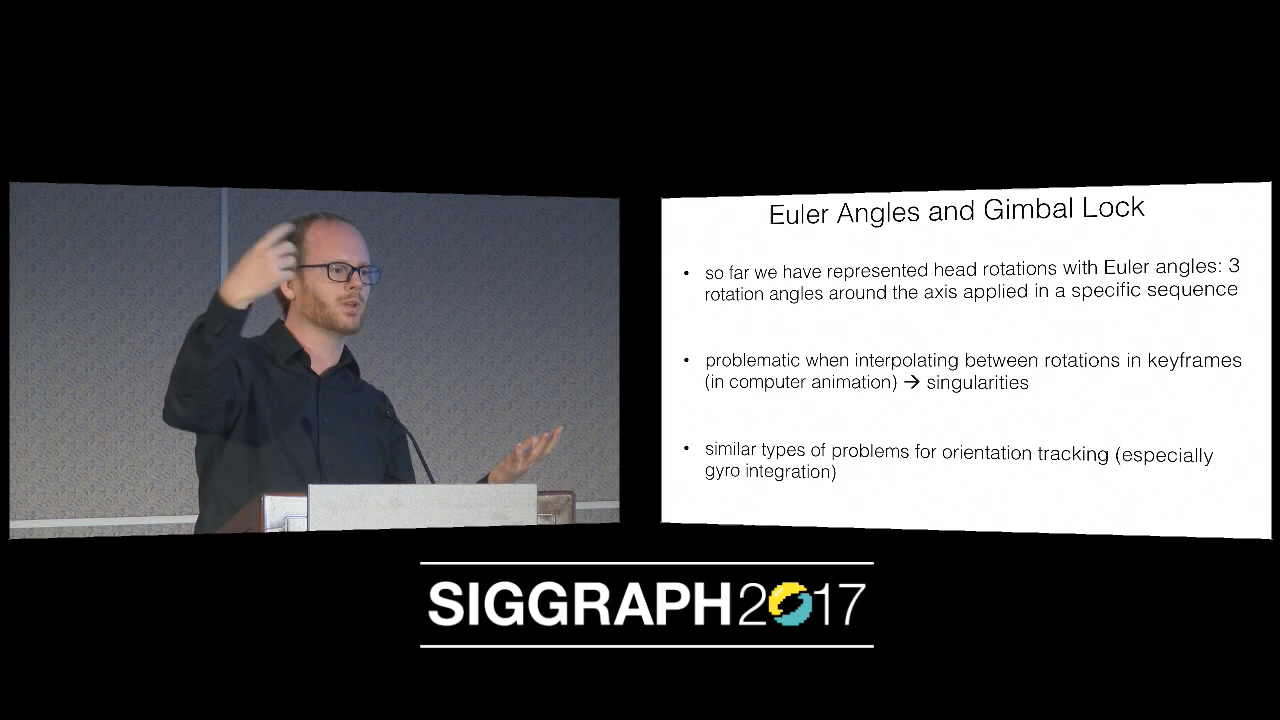 Euler Angles and Gimbal Lock
• so far we have represented head rotations with Euler angles: 3
rotation angles around the axis applied in a specific sequence
• problematic when interpolating between rotations in keyframes
(in computer animation) → singularities
• similar types of problems for orientation tracking (especially
gyro integration)
SIGGRAPH2017